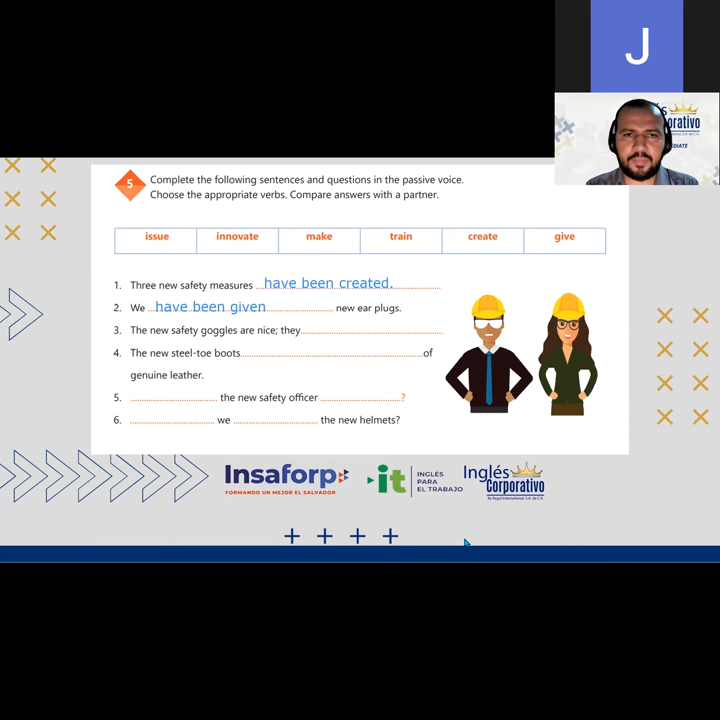 J
5
Complete the following sentences and questions in the passive voice.
Choose the appropriate verbs. Compare answers with a partner.
issue innovate make train create give
1. Three new safety measures have been created.
2. We have been given new ear plugs.
3. The new safety goggles are nice; they
4. The new steel-toe boots of
genuine leather.
5. the new safety officer ?
6. we the new helmets?
Insaforp
FORMANDO UN MEJOR EL SALVADOR
it
INGLÉS
PARA
EL TRABAJO
Inglés
Corporativo
By Regal International, S.A. de C.V.